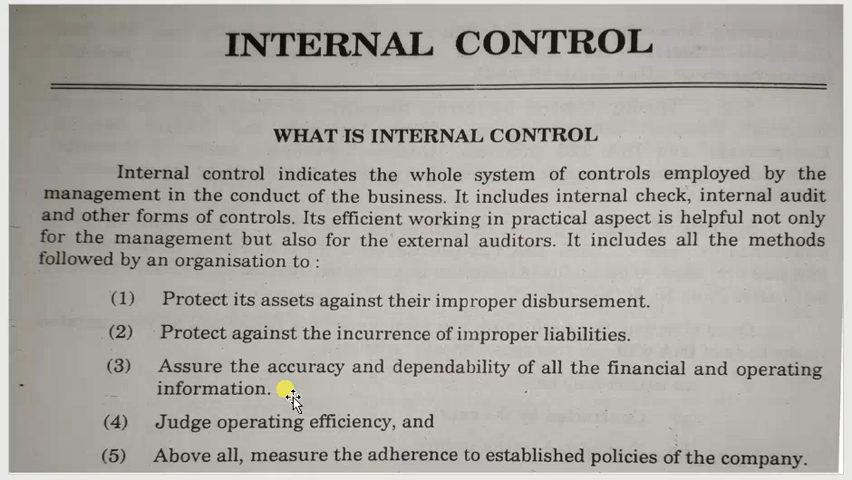 INTERNAL CONTROL
WHAT IS INTERNAL CONTROL
Internal control indicates the whole system of controls employed by the
management in the conduct of the business. It includes internal check, internal audit
and other forms of controls. Its efficient working in practical aspect is helpful not only
for the management but also for the external auditors. It includes all the methods
followed by an organisation to :
(1) Protect its assets against their improper disbursement.
(2) Protect against the incurrence of improper liabilities.
(3) Assure the accuracy and dependability of all the financial and operating
information.
(4) Judge operating efficiency, and
(5) Above all, measure the adherence to established policies of the company.